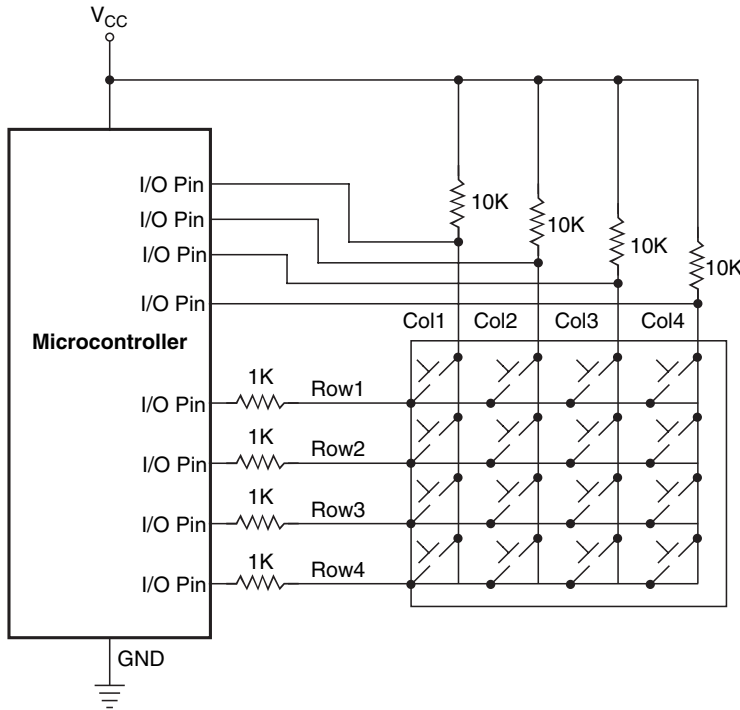 VCC
I/O Pin
I/O Pin
I/O Pin
I/O Pin
10K
10K
10K
10K
Microcontroller
Col1 Col2 Col3 Col4
I/O Pin 1K Row1
I/O Pin 1K Row2
I/O Pin 1K Row3
I/O Pin 1K Row4
GND